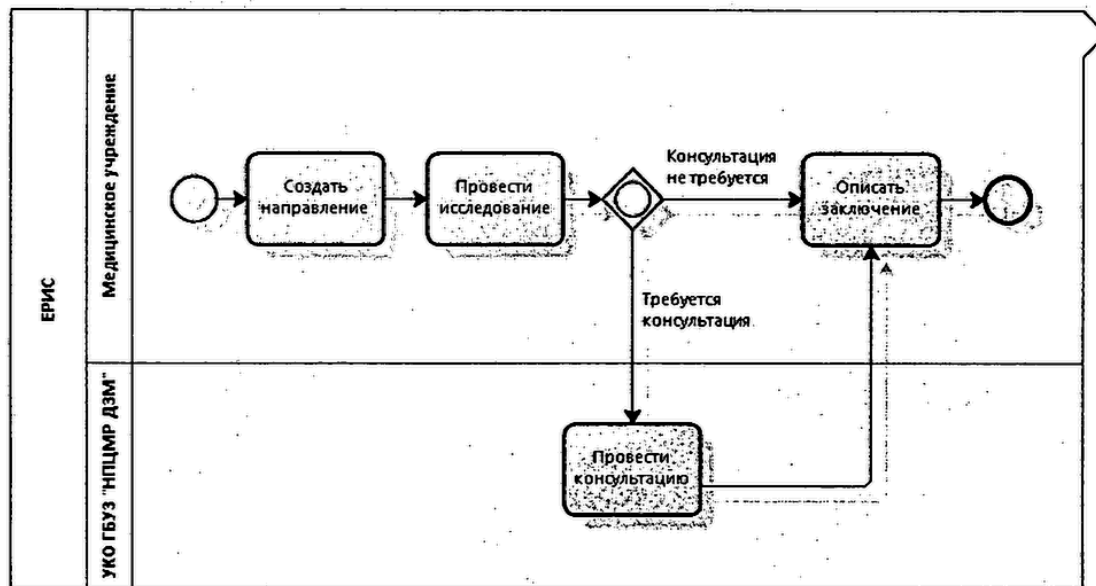 ЕРИС
Медицинское учреждение
Создать
направление
Провести
исследование
Консультация
не требуется
Описать
заключение
Требуется
консультация
УКО ГБУЗ "НПЦМР ДЗМ"
Провести
консультацию